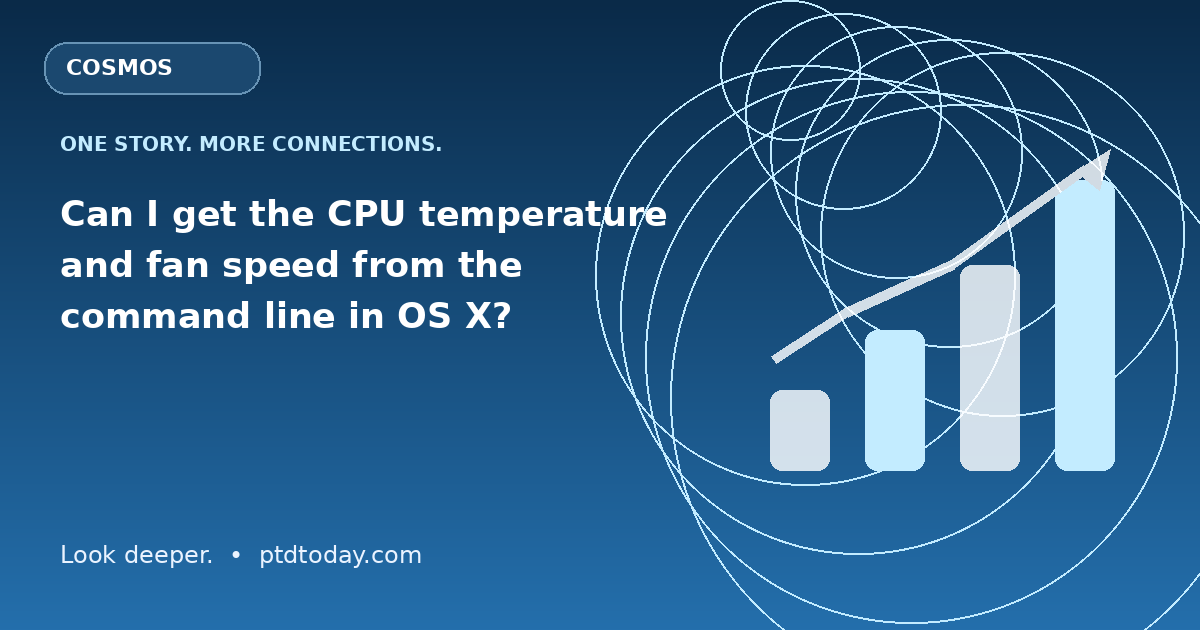 COSMOS
ONE STORY. MORE CONNECTIONS.
Can I get the CPU temperature
and fan speed from the
command line in OS X?
Look deeper. • ptdtoday.com